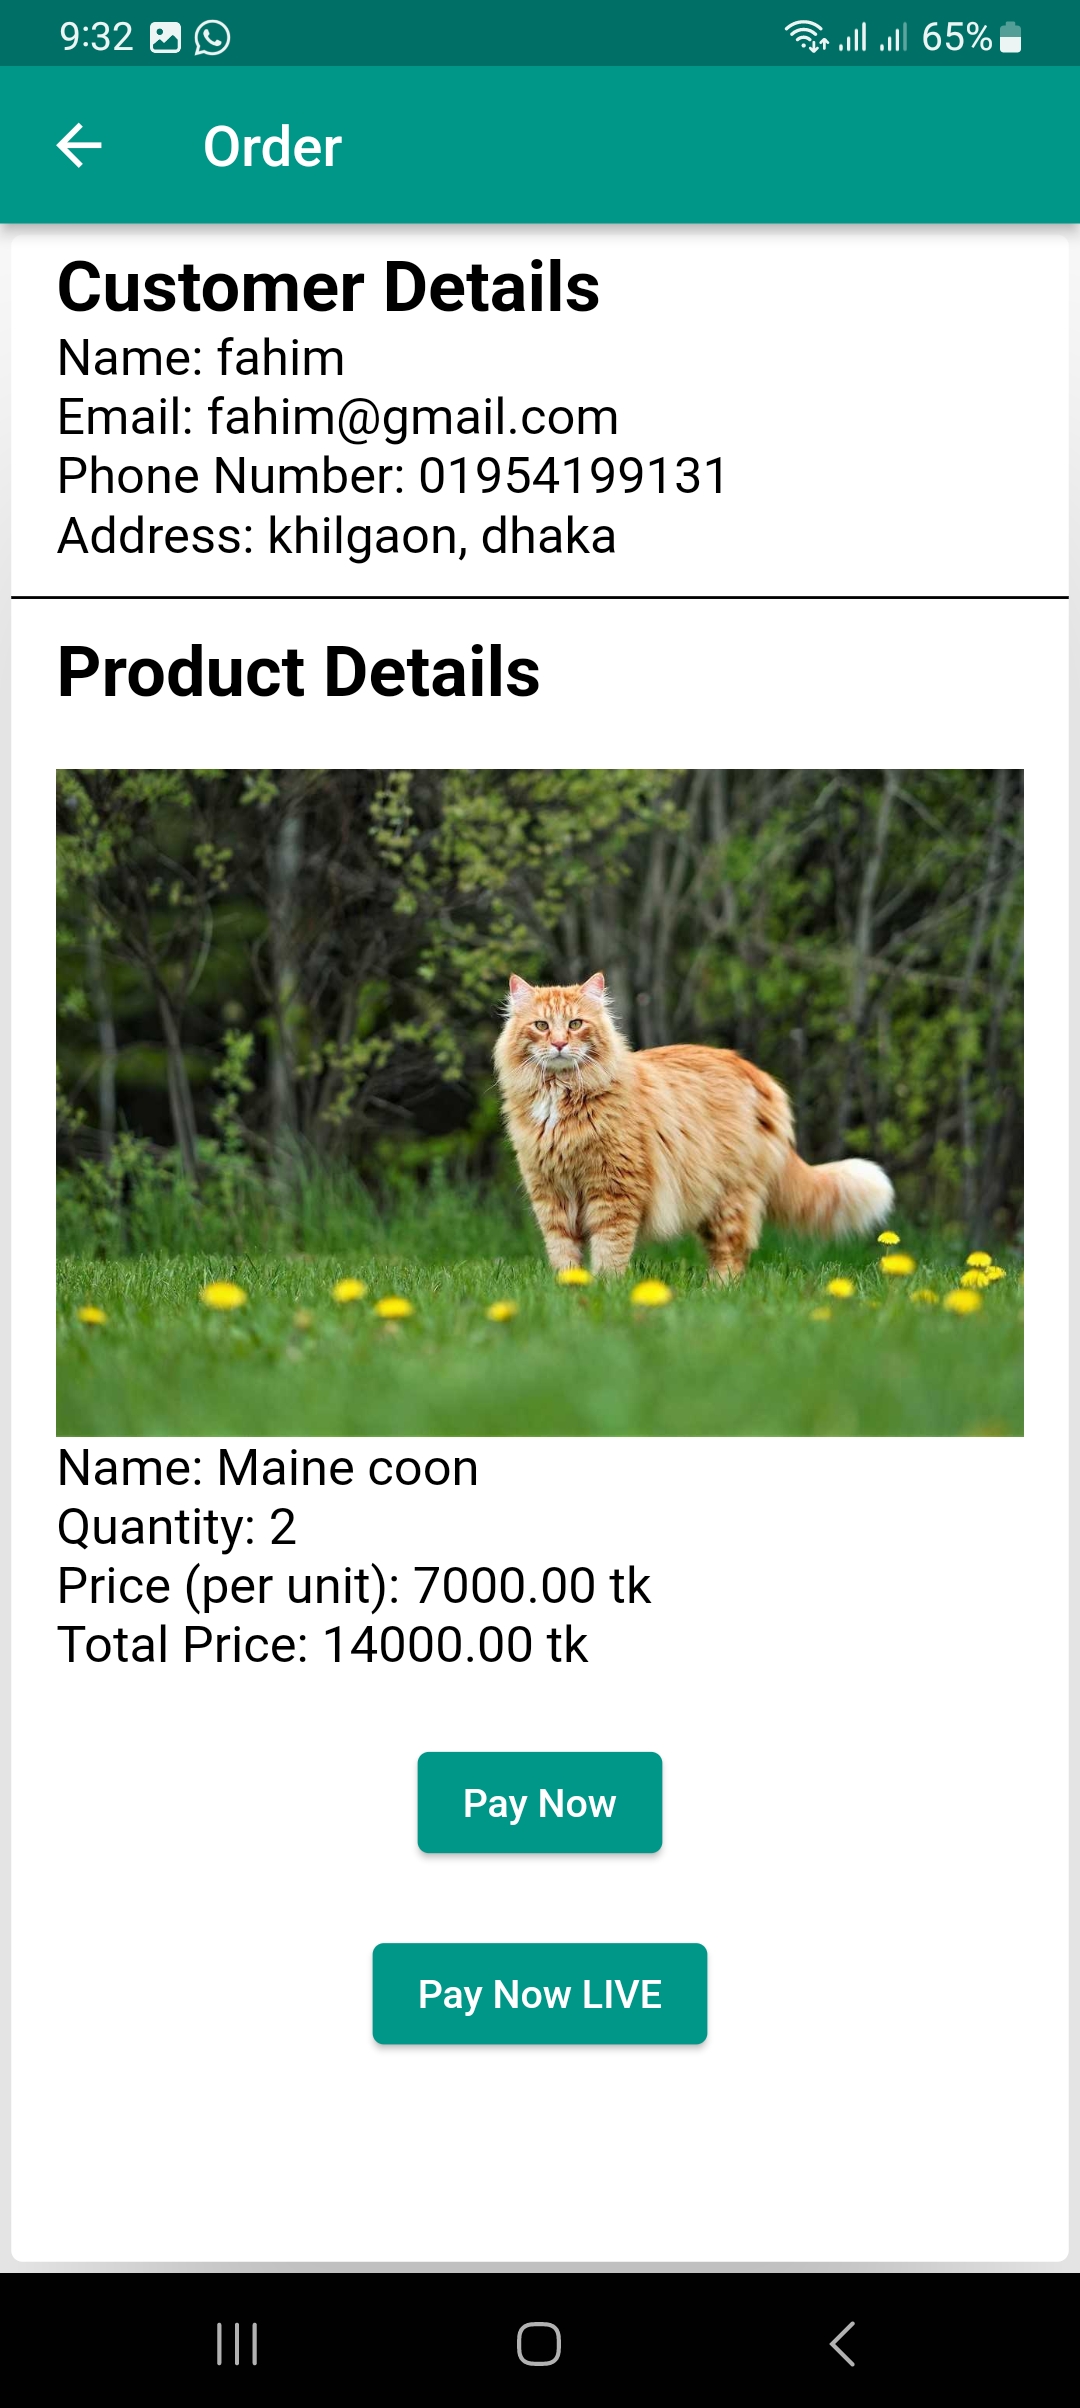 9:32
65%
Order
Customer Details
Name: fahim
Email: fahim@gmail.com
Phone Number: 01954199131
Address: khilgaon, dhaka
Product Details
Name: Maine coon
Quantity: 2
Price (per unit): 7000.00 tk
Total Price: 14000.00 tk
Pay Now
Pay Now LIVE